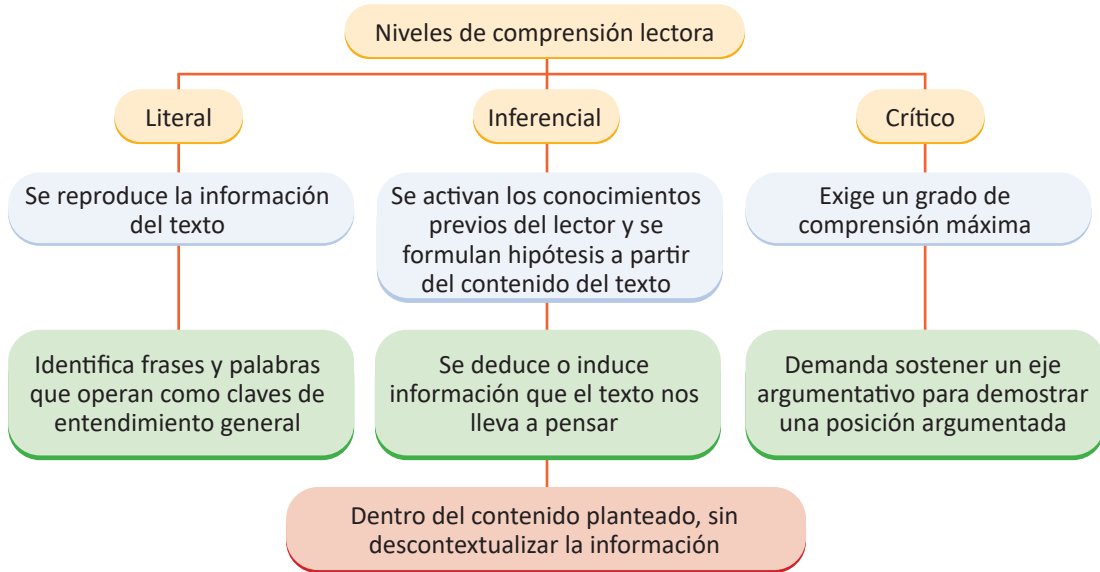 Niveles de comprensión lectora
Literal
Inferencial
Crítico
Se reproduce la información
del texto
Se activan los conocimientos
previos del lector y se
formulan hipótesis a partir
del contenido del texto
Exige un grado de
comprensión máxima
Identifica frases y palabras
que operan como claves de
entendimiento general
Se deduce o induce
información que el texto nos
lleva a pensar
Demanda sostener un eje
argumentativo para demostrar
una posición argumentada
Dentro del contenido planteado, sin
descontextualizar la información